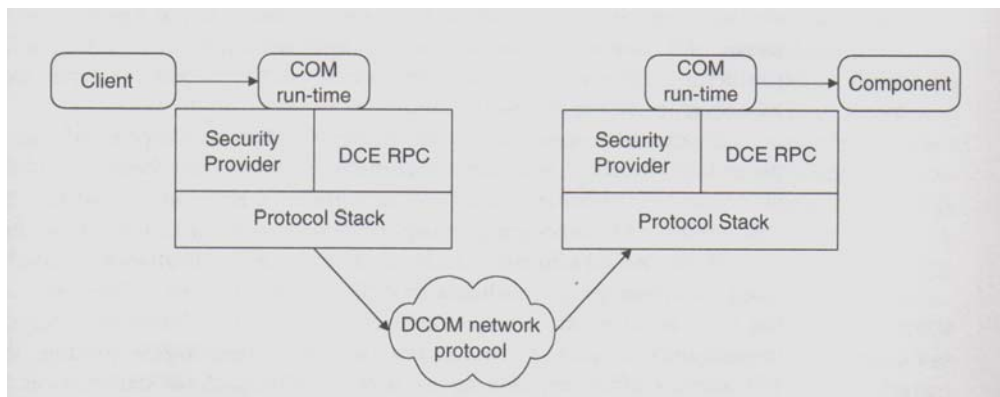 Client
COM
run-time
Security
Provider
DCE RPC
Protocol Stack
COM
run-time
Component
Security
Provider
DCE RPC
Protocol Stack
DCOM network
protocol